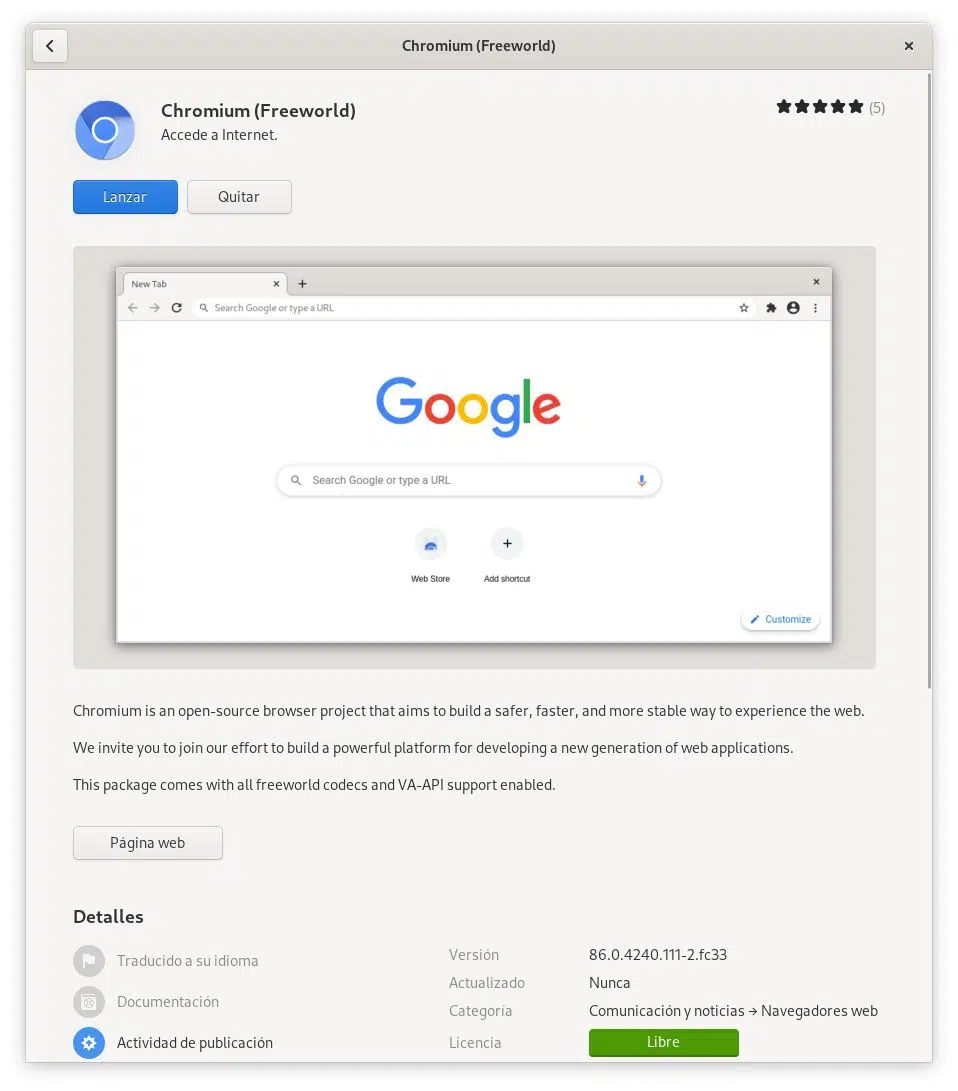 Chromium (Freeworld)
Chromium (Freeworld)
Accede a Internet.
(5)
Lanzar
Quitar
New Tab
Search Google or type a URL
Google
Search Google or type a URL
Web Store
Add shortcut
Customize
Chromium is an open-source browser project that aims to build a safer, faster, and more stable way to experience the web.
We invite you to join our effort to build a powerful platform for developing a new generation of web applications.
This package comes with all freeworld codecs and VA-API support enabled.
Página web
Detalles
Traducido a su idioma
Documentación
Actividad de publicación
Versión 86.0.4240.111-2.fc33
Actualizado Nunca
Categoría Comunicación y noticias → Navegadores web
Licencia Libre